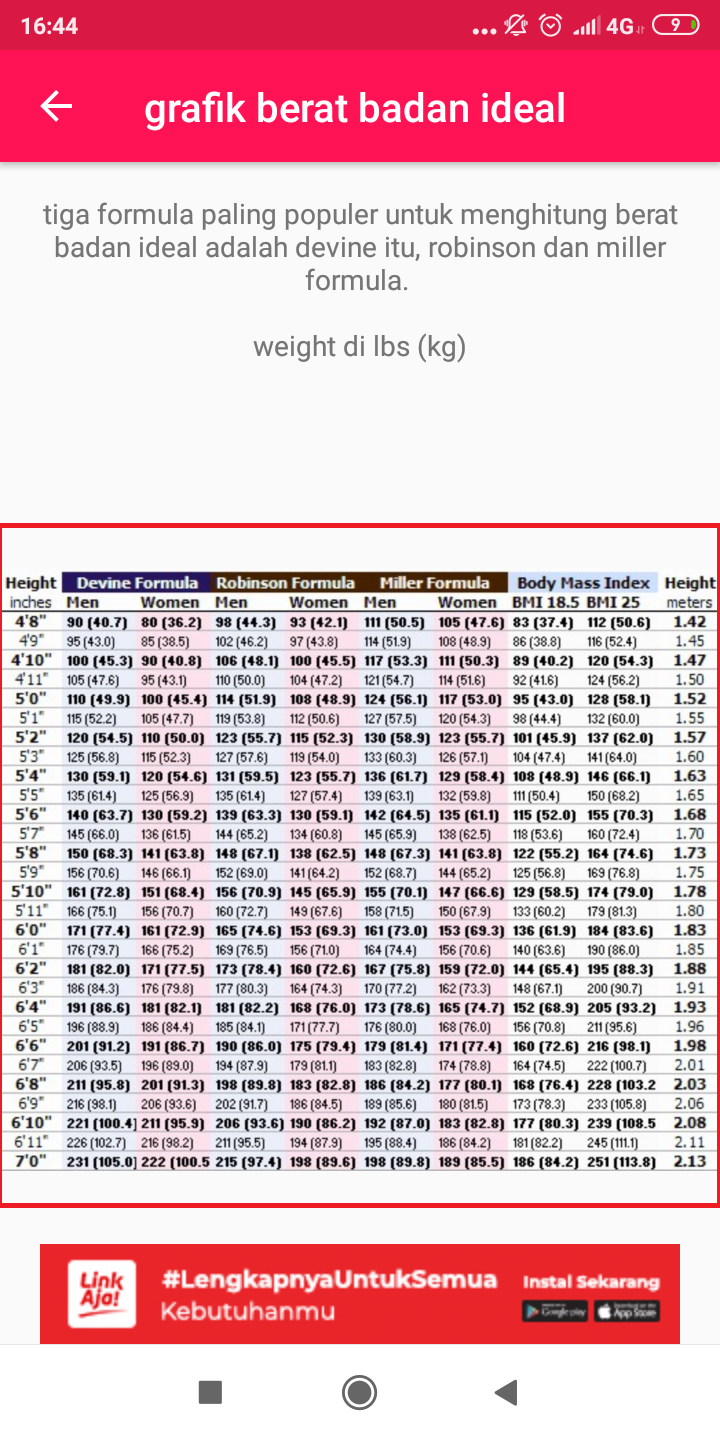 16:44
4G
9
grafik berat badan ideal
tiga formula paling populer untuk menghitung berat
badan ideal adalah devine itu, robinson dan miller
formula.
weight di lbs (kg)
Height Devine Formula Robinson Formula Miller Formula Body Mass Index Height
inches Men Women Men Women Men Women BMI 18.5 BMI 25 meters
4'8" 90 (40.7) 80 (36.2) 98 (44.3) 93 (42.1) 111 (50.5) 105 (47.6) 83 (37.4) 112 (50.6) 1.42
4'9" 95 (43.0) 85 (38.5) 102 (46.2) 97 (43.8) 114 (51.9) 108 (48.9) 86 (38.8) 116 (52.4) 1.45
4'10" 100 (45.3) 90 (40.8) 106 (48.1) 100 (45.5) 117 (53.3) 111 (50.3) 89 (40.2) 120 (54.3) 1.47
4'11" 105 (47.6) 95 (43.1) 110 (50.0) 104 (47.2) 121 (54.7) 114 (51.6) 92 (41.6) 124 (56.2) 1.50
5'0" 110 (49.9) 100 (45.4) 114 (51.9) 108 (48.9) 124 (56.1) 117 (53.0) 95 (43.0) 128 (58.1) 1.52
5'1" 115 (52.2) 105 (47.7) 119 (53.8) 112 (50.6) 127 (57.5) 120 (54.3) 98 (44.4) 132 (60.0) 1.55
5'2" 120 (54.5) 110 (50.0) 123 (55.7) 115 (52.3) 130 (58.9) 123 (55.7) 101 (45.9) 137 (62.0) 1.57
5'3" 125 (56.8) 115 (52.3) 127 (57.6) 119 (54.0) 133 (60.3) 126 (57.1) 104 (47.4) 141 (64.0) 1.60
5'4" 130 (59.1) 120 (54.6) 131 (59.5) 123 (55.7) 136 (61.7) 129 (58.4) 108 (48.9) 146 (66.1) 1.63
5'5" 135 (61.4) 125 (56.9) 135 (61.4) 127 (57.4) 139 (63.1) 132 (59.8) 111 (50.4) 150 (68.2) 1.65
5'6" 140 (63.7) 130 (59.2) 139 (63.3) 130 (59.1) 142 (64.5) 135 (61.1) 115 (52.0) 155 (70.3) 1.68
5'7" 145 (66.0) 136 (61.5) 144 (65.2) 134 (60.8) 145 (65.9) 138 (62.5) 118 (53.6) 160 (72.4) 1.70
5'8" 150 (68.3) 141 (63.8) 148 (67.1) 138 (62.5) 148 (67.3) 141 (63.8) 122 (55.2) 164 (74.6) 1.73
5'9" 156 (70.6) 146 (66.1) 152 (69.0) 141 (64.2) 152 (68.7) 144 (65.2) 125 (56.8) 169 (76.8) 1.75
5'10" 161 (72.8) 151 (68.4) 156 (70.9) 145 (65.9) 155 (70.1) 147 (66.6) 129 (58.5) 174 (79.0) 1.78
5'11" 166 (75.1) 156 (70.7) 160 (72.7) 149 (67.6) 158 (71.5) 150 (67.9) 133 (60.2) 179 (81.3) 1.80
6'0" 171 (77.4) 161 (72.9) 165 (74.6) 153 (69.3) 161 (73.0) 153 (69.3) 136 (61.9) 184 (83.6) 1.83
6'1" 176 (79.7) 166 (75.2) 169 (76.5) 156 (71.0) 164 (74.4) 156 (70.6) 140 (63.6) 190 (86.0) 1.85
6'2" 181 (82.0) 171 (77.5) 173 (78.4) 160 (72.6) 167 (75.8) 159 (72.0) 144 (65.4) 195 (88.3) 1.88
6'3" 186 (84.3) 176 (79.8) 177 (80.3) 164 (74.3) 170 (77.2) 162 (73.3) 148 (67.1) 200 (90.7) 1.91
6'4" 191 (86.6) 181 (82.1) 181 (82.2) 168 (76.0) 173 (78.6) 165 (74.7) 152 (68.9) 205 (93.2) 1.93
6'5" 196 (88.9) 186 (84.4) 185 (84.1) 171 (77.7) 176 (80.0) 168 (76.0) 156 (70.8) 211 (95.6) 1.96
6'6" 201 (91.2) 191 (86.7) 190 (86.0) 175 (79.4) 179 (81.4) 171 (77.4) 160 (72.6) 216 (98.1) 1.98
6'7" 206 (93.5) 196 (89.0) 194 (87.9) 179 (81.1) 183 (82.8) 174 (78.8) 164 (74.5) 222 (100.7) 2.01
6'8" 211 (95.8) 201 (91.3) 198 (89.8) 183 (82.8) 186 (84.2) 177 (80.1) 168 (76.4) 228 (103.2 2.03
6'9" 216 (98.1) 206 (93.6) 202 (91.7) 186 (84.5) 189 (85.6) 180 (81.5) 173 (78.3) 233 (105.8) 2.06
6'10" 221 (100.4) 211 (95.9) 206 (93.6) 190 (86.2) 192 (87.0) 183 (82.8) 177 (80.3) 239 (108.5 2.08
6'11" 226 (102.7) 216 (98.2) 211 (95.5) 194 (87.9) 195 (88.4) 186 (84.2) 181 (82.2) 245 (111.1) 2.11
7'0" 231 (105.0) 222 (100.5 215 (97.4) 198 (89.6) 198 (89.8) 189 (85.5) 186 (84.2) 251 (113.8) 2.13
Link
Aja!
#LengkapnyaUntukSemua
Kebutuhanmu
Instal Sekarang
Google play
App Store